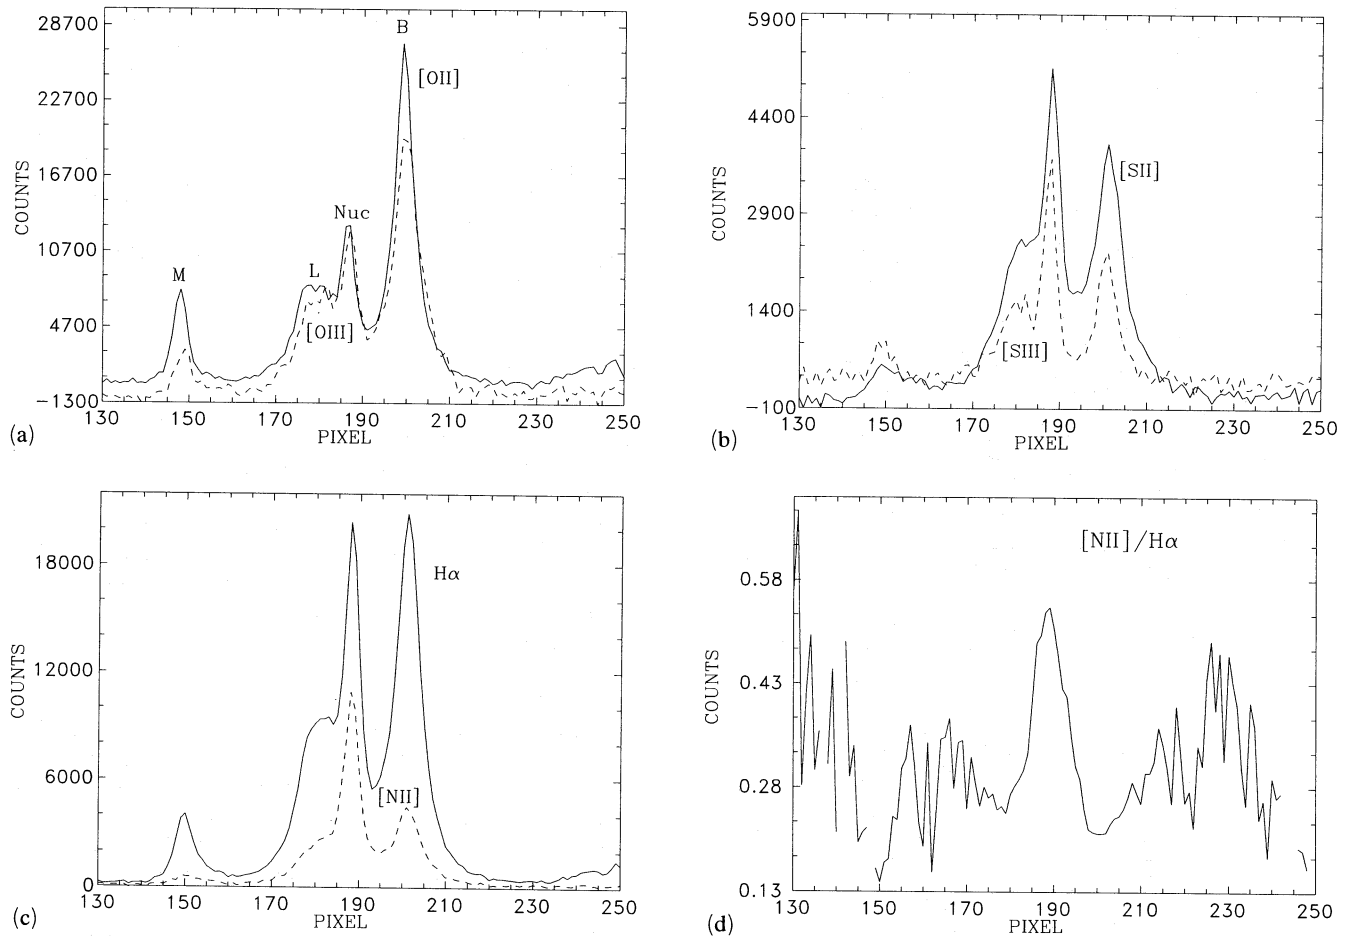 28700
22700
16700
10700
4700
−1300
COUNTS
B
[OII]
Nuc
M
L
[OIII]
130 150 170 190 210 230 250
PIXEL
(a)
5900
4400
2900
1400
−100
COUNTS
[SII]
[SIII]
130 150 170 190 210 230 250
PIXEL
(b)
18000
12000
6000
0
COUNTS
Hα
[NII]
130 150 170 190 210 230 250
PIXEL
(c)
[NII]/Hα
0.58
0.43
0.28
0.13
COUNTS
130 150 170 190 210 230 250
PIXEL
(d)